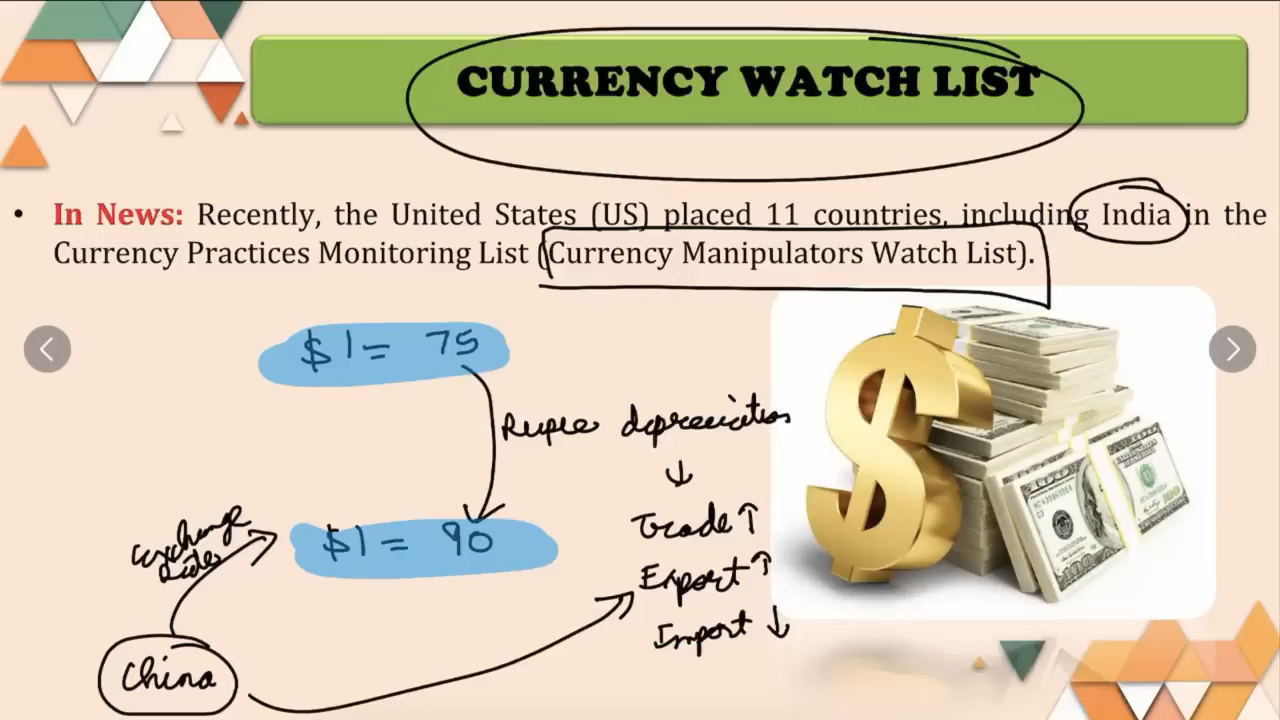 CURRENCY WATCH LIST
• In News: Recently, the United States (US) placed 11 countries, including India in the
Currency Practices Monitoring List (Currency Manipulators Watch List).
$1= 75
Rupee depreciation
↓
Trade ↑
Exchange
$1 = 90
Export ↑
Import ↓
China